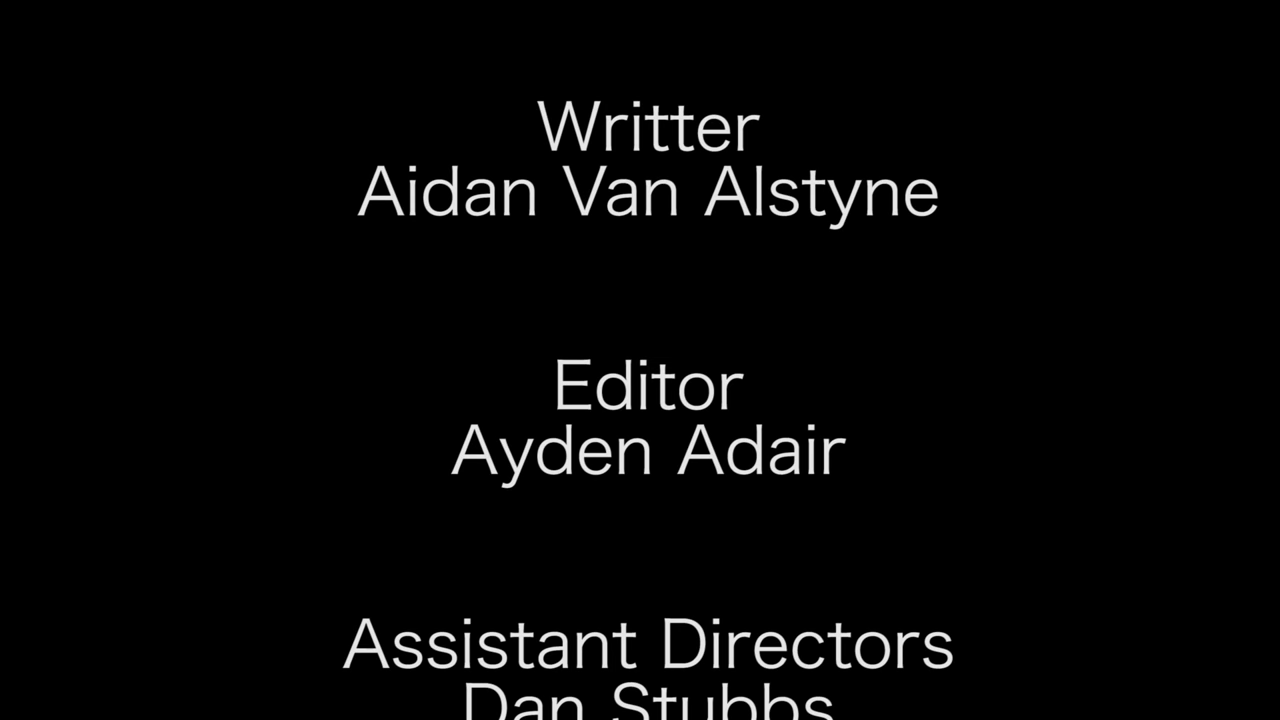 Writter
Aidan Van Alstyne
Editor
Ayden Adair
Assistant Directors
Dan Stubbs